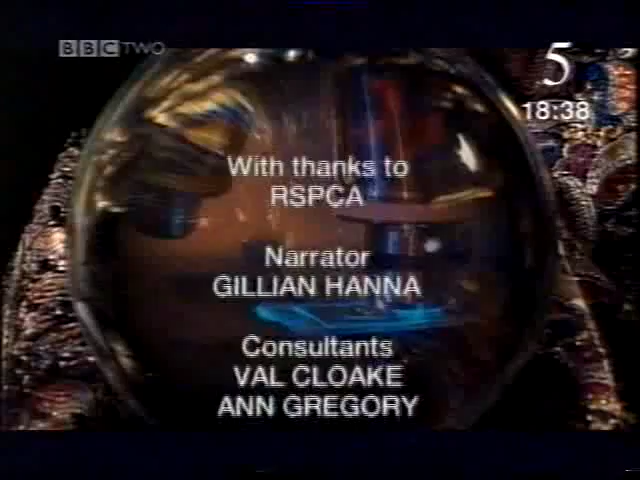 BBC TWO
5
18:38
With thanks to
RSPCA
Narrator
GILLIAN HANNA
Consultants
VAL CLOAKE
ANN GREGORY